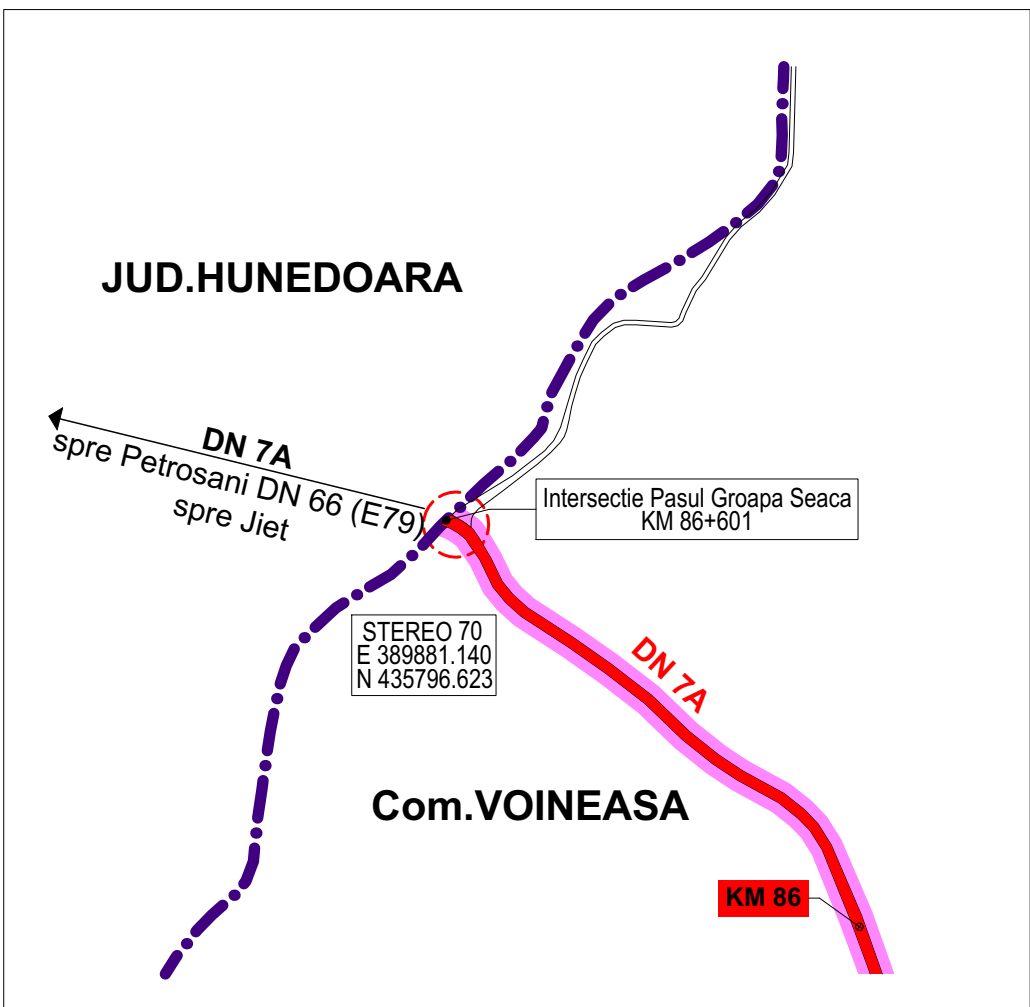 JUD.HUNEDOARA
DN 7A
spre Petrosani DN 66 (E79)
spre Jiet
Intersectie Pasul Groapa Seaca
KM 86+601
STEREO 70
E 389881.140
N 435796.623
DN 7A
Com.VOINEASA
KM 86